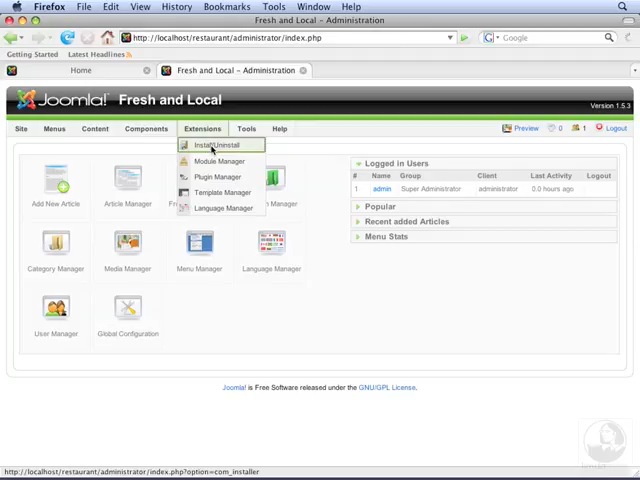 Firefox File Edit View History Bookmarks Tools Window Help
Fresh and Local - Administration
http://localhost/restaurant/administrator/index.php
Google
Getting Started Latest Headlines
Home
Fresh and Local - Administration
Joomla! Fresh and Local
Version 1.5.3
Site Menus Content Components Extensions Tools Help
Preview 0 1 Logout
Install/Uninstall
Module Manager
Plugin Manager
Template Manager
Language Manager
Add New Article
Article Manager
Category Manager
Media Manager
Menu Manager
Language Manager
User Manager
Global Configuration
Logged in Users
# Name Group Client Last Activity Logout
1 admin Super Administrator administrator 0.0 hours ago
Popular
Recent added Articles
Menu Stats
Joomla! is Free Software released under the GNU/GPL License.
http://localhost/restaurant/administrator/index.php?option=com_installer